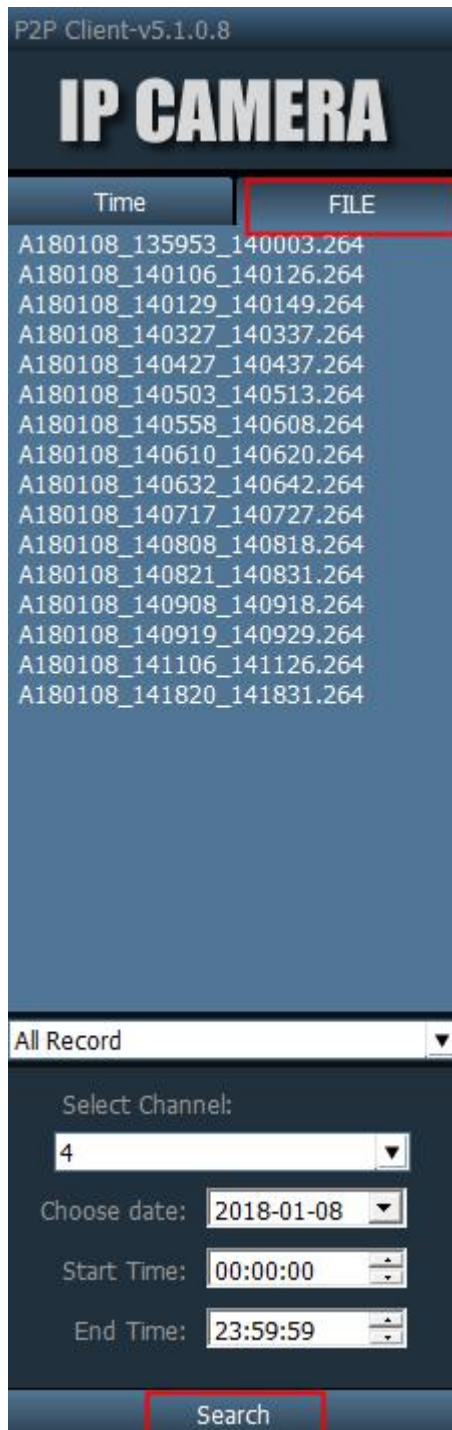 P2P Client-v5.1.0.8
IP CAMERA
Time FILE
A180108_135953_140003.264
A180108_140106_140126.264
A180108_140129_140149.264
A180108_140327_140337.264
A180108_140427_140437.264
A180108_140503_140513.264
A180108_140558_140608.264
A180108_140610_140620.264
A180108_140632_140642.264
A180108_140717_140727.264
A180108_140808_140818.264
A180108_140821_140831.264
A180108_140908_140918.264
A180108_140919_140929.264
A180108_141106_141126.264
A180108_141820_141831.264
All Record
Select Channel:
4
Choose date: 2018-01-08
Start Time: 00:00:00
End Time: 23:59:59
Search